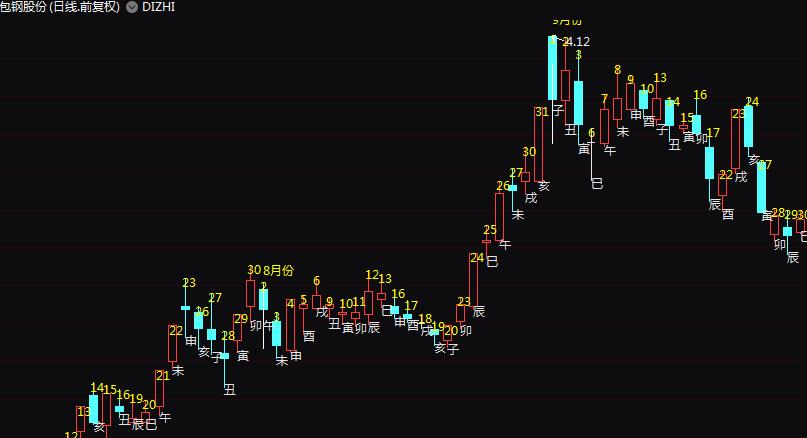 包钢股份 (日线,前复权) DIZHI
9月份
4.12
2
3
6
7
8
9
10
13
14
15
16
17
22
23
24
27
28
29
30
子
丑
寅
巳
午
未
申
酉
子
丑
寅
卯
辰
酉
戌
亥
寅
卯
辰
巳
31
30
27
26
25
24
23
亥
戌
未
午
巳
辰
卯
30
8月份
2
3
4
5
6
9
10
11
12
13
16
17
18
19
20
卯
午
未
申
酉
戌
丑
寅
卯
辰
巳
申
酉
戌
亥
子
12
13
14
15
16
19
20
21
22
23
26
27
28
29
亥
丑
辰
巳
午
未
申
亥
子
丑
寅